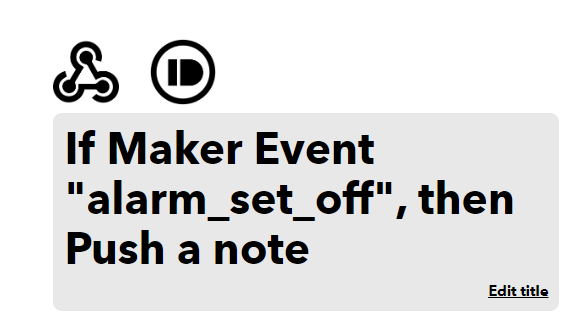 If Maker Event
"alarm_set_off", then
Push a note
Edit title